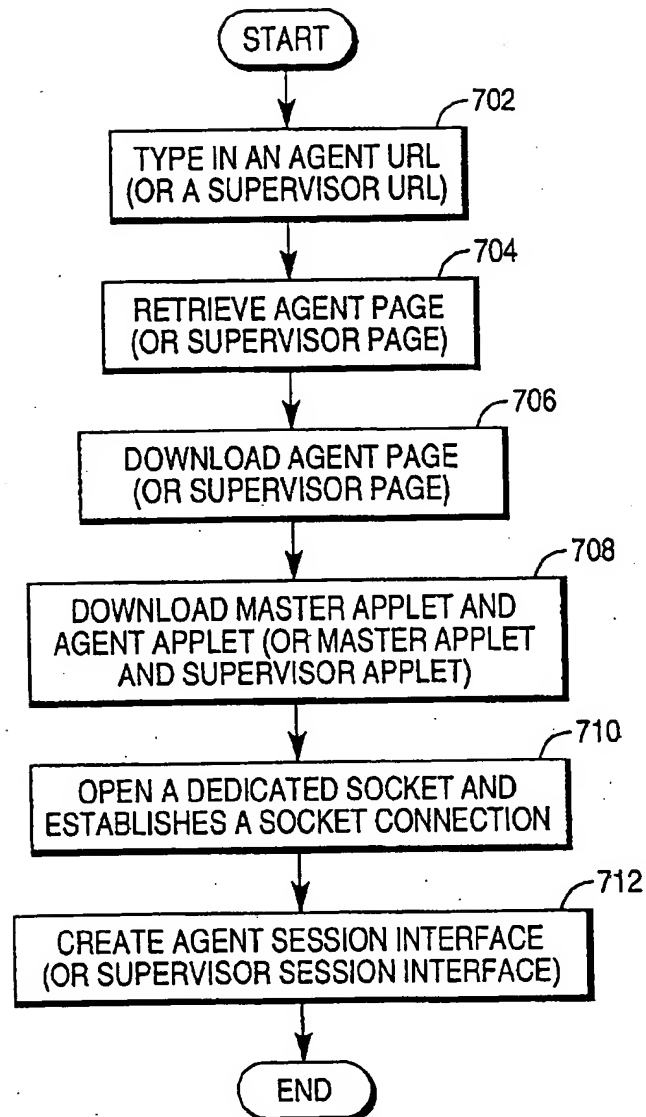 START
702
TYPE IN AN AGENT URL
(OR A SUPERVISOR URL)
704
RETRIEVE AGENT PAGE
(OR SUPERVISOR PAGE)
706
DOWNLOAD AGENT PAGE
(OR SUPERVISOR PAGE)
708
DOWNLOAD MASTER APPLET AND
AGENT APPLET (OR MASTER APPLET
AND SUPERVISOR APPLET)
710
OPEN A DEDICATED SOCKET AND
ESTABLISHES A SOCKET CONNECTION
712
CREATE AGENT SESSION INTERFACE
(OR SUPERVISOR SESSION INTERFACE)
END